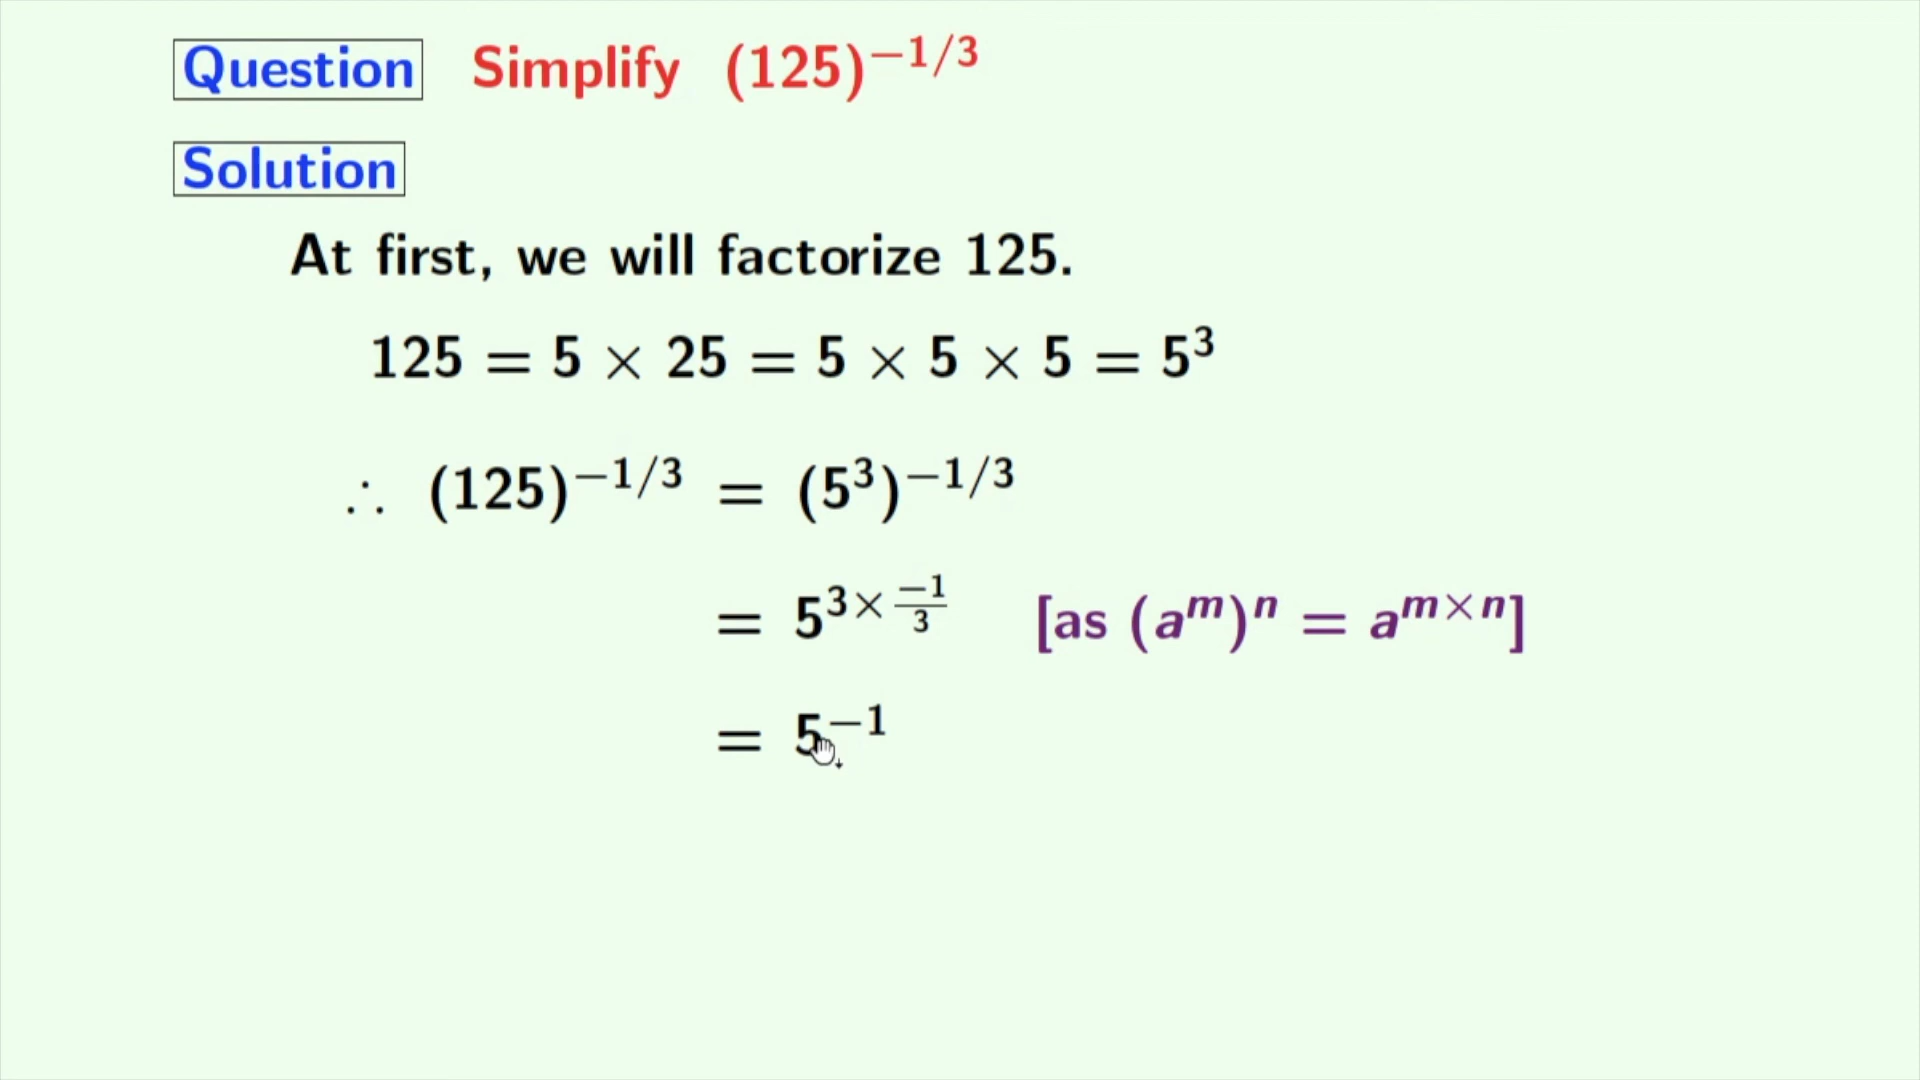 Question Simplify (125)^{−1/3}
Solution
At first, we will factorize 125.
125 = 5 × 25 = 5 × 5 × 5 = 5^3
∴ (125)^{−1/3} = (5^3)^{−1/3}
= 5^{3×\frac{−1}{3}} [as (a^m)^n = a^{m×n}]
= 5^{−1}